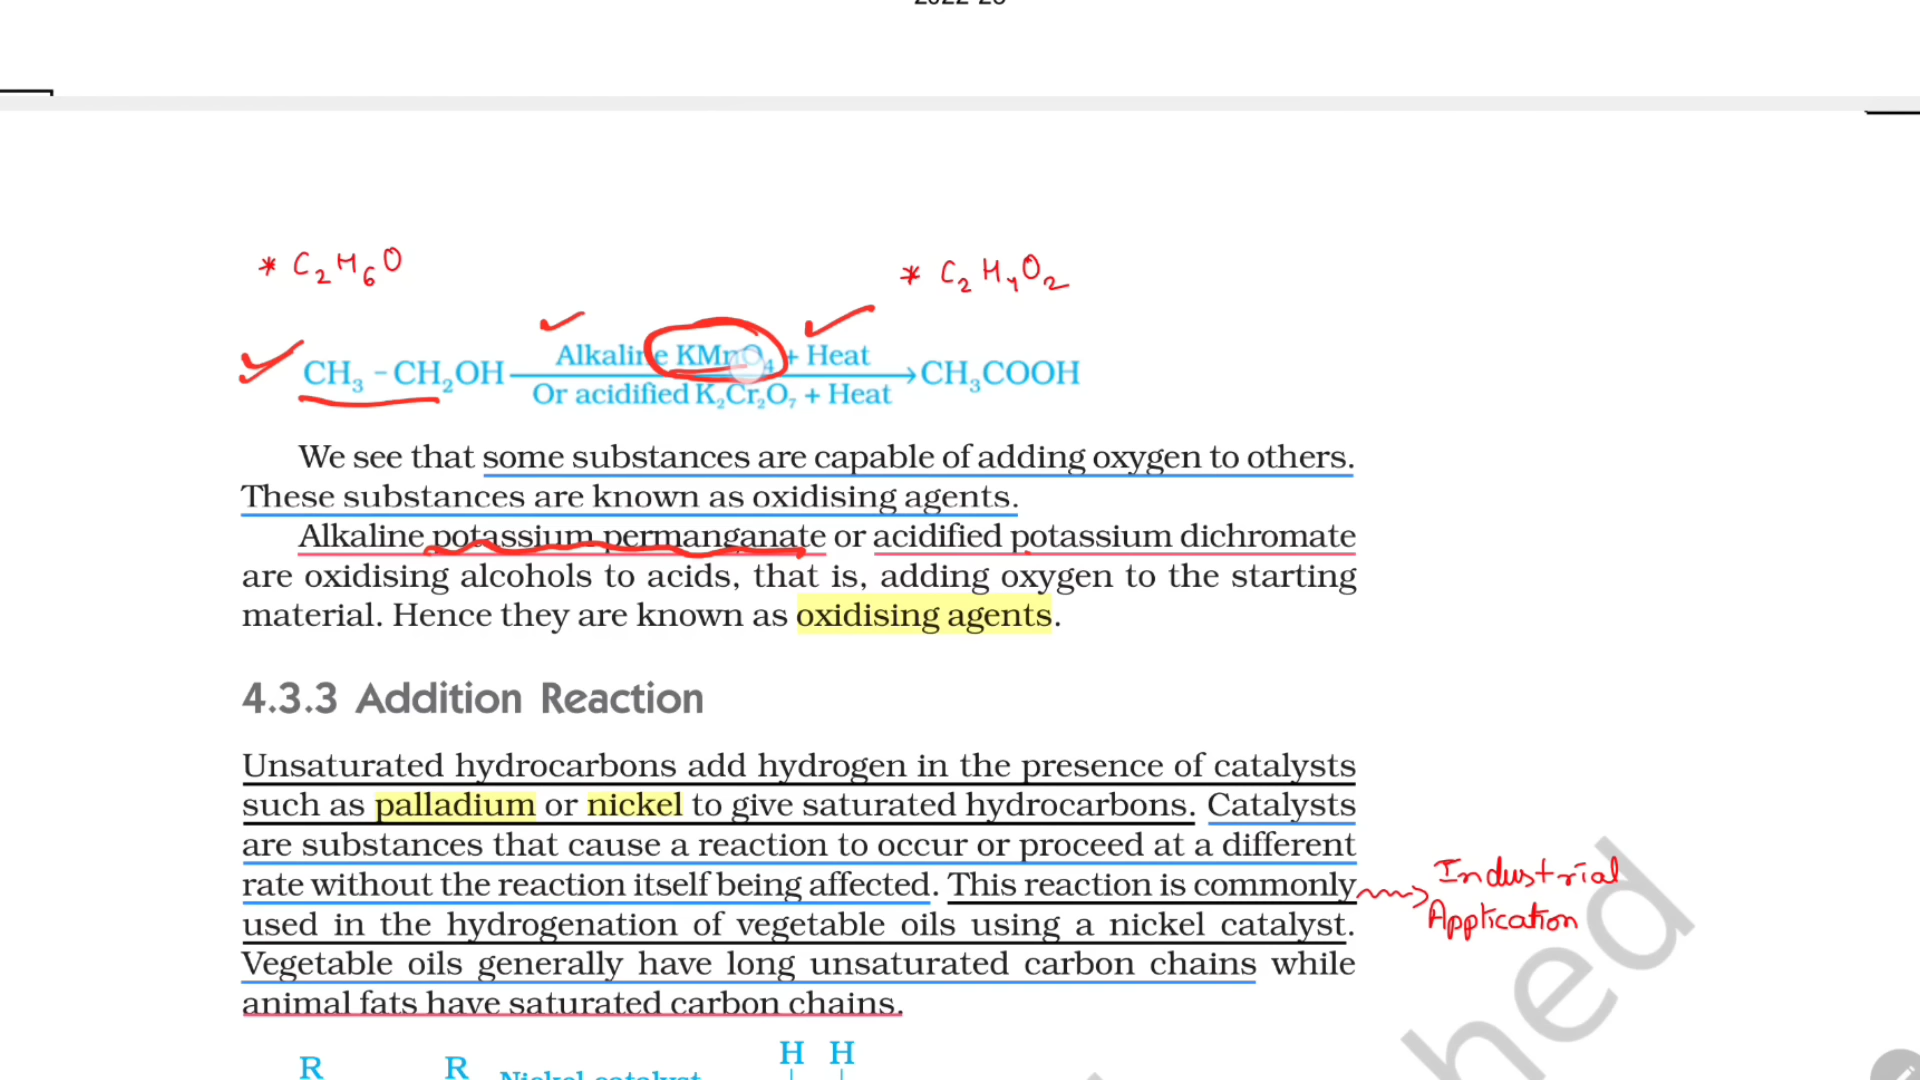 * C₂H₆O
* C₂H₄O₂
Alkaline KMnO₄ + Heat
CH₃ – CH₂OH → CH₃COOH
Or acidified K₂Cr₂O₇ + Heat
We see that some substances are capable of adding oxygen to others.
These substances are known as oxidising agents.
Alkaline potassium permanganate or acidified potassium dichromate
are oxidising alcohols to acids, that is, adding oxygen to the starting
material. Hence they are known as oxidising agents.
4.3.3 Addition Reaction
Unsaturated hydrocarbons add hydrogen in the presence of catalysts
such as palladium or nickel to give saturated hydrocarbons. Catalysts
are substances that cause a reaction to occur or proceed at a different
rate without the reaction itself being affected. This reaction is commonly
used in the hydrogenation of vegetable oils using a nickel catalyst.
Vegetable oils generally have long unsaturated carbon chains while
animal fats have saturated carbon chains.
Industrial
Application
H H
R R Nickel catalyst
hed